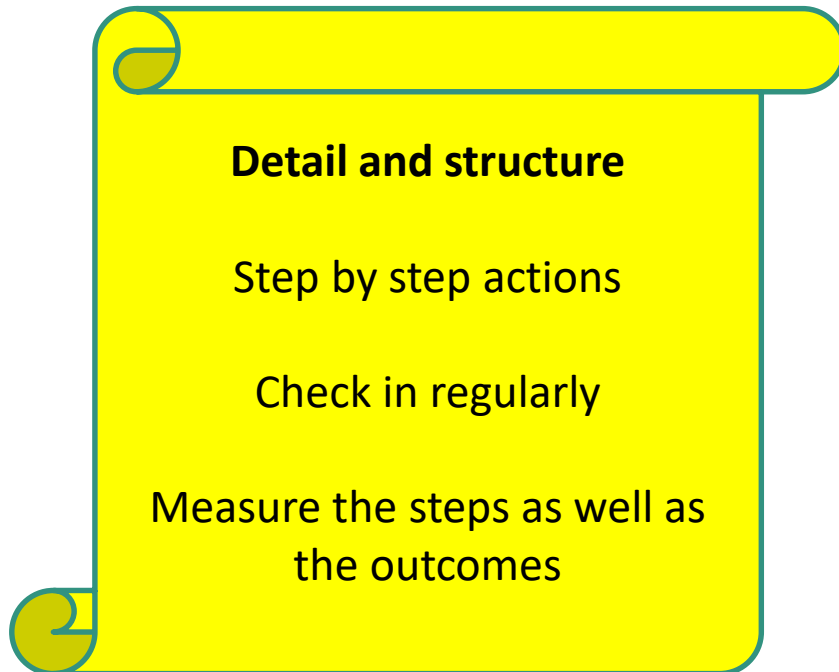 Detail and structure
Step by step actions
Check in regularly
Measure the steps as well as
the outcomes